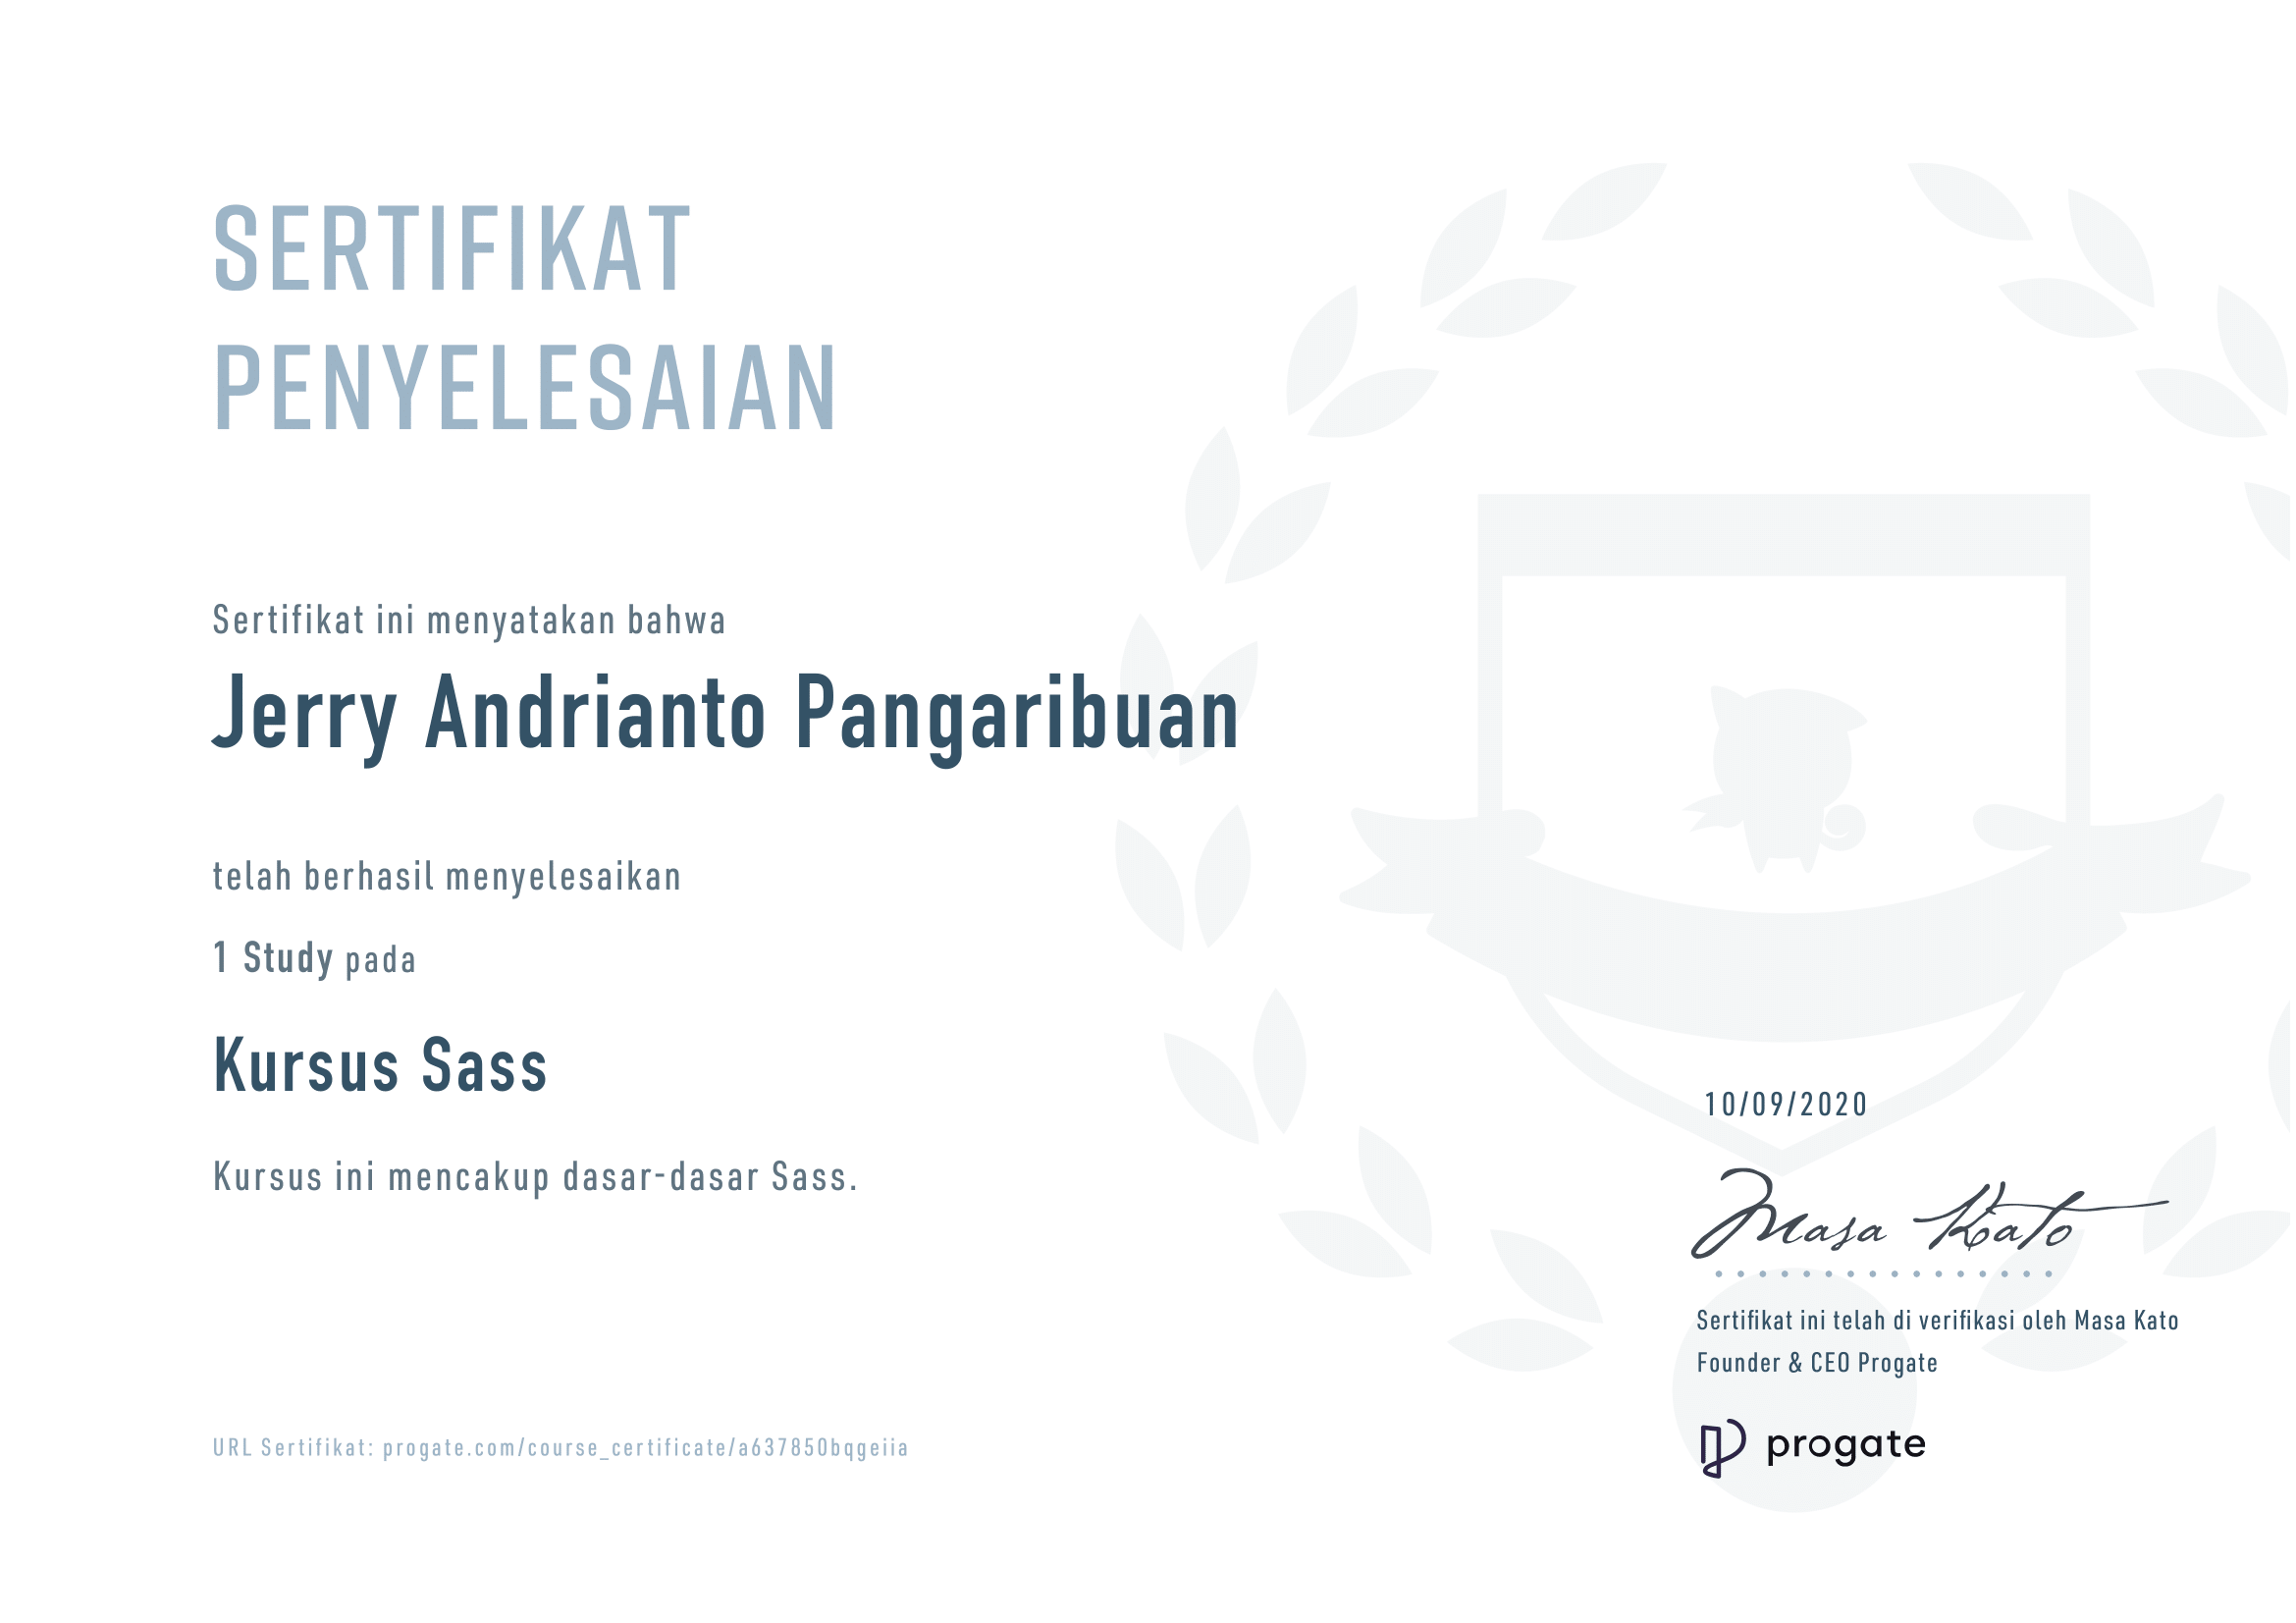 SERTIFIKAT
PENYELESAIAN
Sertifikat ini menyatakan bahwa
Jerry Andrianto Pangaribuan
telah berhasil menyelesaikan
1 Study pada
Kursus Sass
Kursus ini mencakup dasar-dasar Sass.
10/09/2020
Masa Kato
Sertifikat ini telah di verifikasi oleh Masa Kato
Founder & CEO Progate
progate
URL Sertifikat: progate.com/course_certificate/a637850bqgeiia